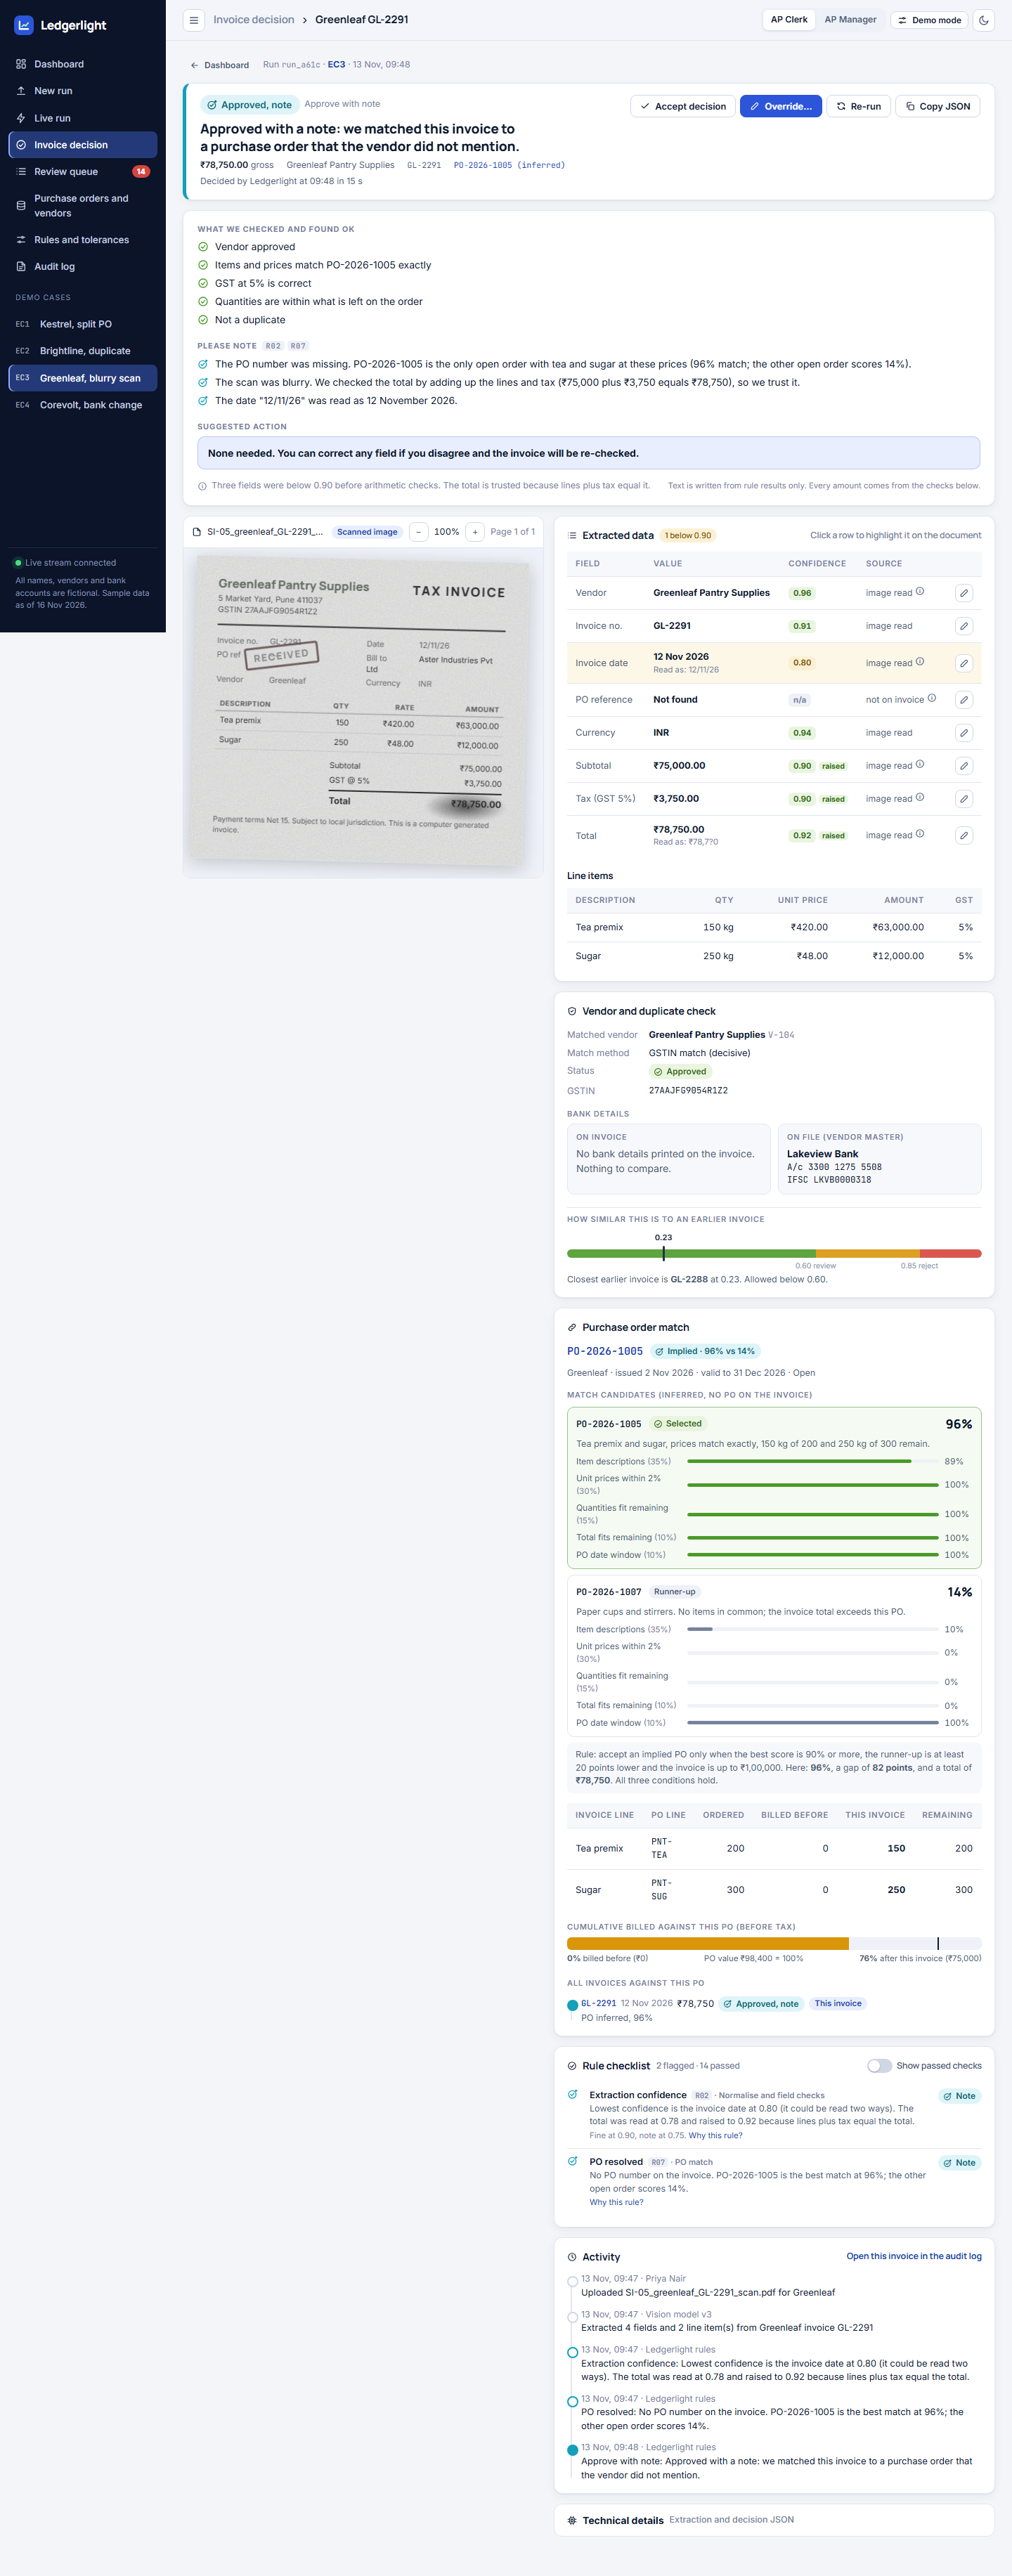 Ledgerlight
Dashboard
New run
Live run
Invoice decision
Review queue 14
Purchase orders and
vendors
Rules and tolerances
Audit log
DEMO CASES
EC1 Kestrel, split PO
EC2 Brightline, duplicate
EC3 Greenleaf, blurry scan
EC4 Corevolt, bank change
Live stream connected
All names, vendors and bank
accounts are fictional. Sample data
as of 16 Nov 2026.
Invoice decision › Greenleaf GL-2291
AP Clerk AP Manager Demo mode
← Dashboard Run run_a61c · EC3 · 13 Nov, 09:48
Approved, note Approve with note
Accept decision Override... Re-run Copy JSON
Approved with a note: we matched this invoice to
a purchase order that the vendor did not mention.
₹78,750.00 gross Greenleaf Pantry Supplies GL-2291 PO-2026-1005 (inferred)
Decided by Ledgerlight at 09:48 in 15 s
WHAT WE CHECKED AND FOUND OK
Vendor approved
Items and prices match PO-2026-1005 exactly
GST at 5% is correct
Quantities are within what is left on the order
Not a duplicate
PLEASE NOTE R02 R07
The PO number was missing. PO-2026-1005 is the only open order with tea and sugar at these prices (96% match; the other open order scores 14%).
The scan was blurry. We checked the total by adding up the lines and tax (₹75,000 plus ₹3,750 equals ₹78,750), so we trust it.
The date "12/11/26" was read as 12 November 2026.
SUGGESTED ACTION
None needed. You can correct any field if you disagree and the invoice will be re-checked.
Three fields were below 0.90 before arithmetic checks. The total is trusted because lines plus tax equal it.
Text is written from rule results only. Every amount comes from the checks below.
SI-05_greenleaf_GL-2291_... Scanned image − 100% + Page 1 of 1
Greenleaf Pantry Supplies TAX INVOICE
5 Market Yard, Pune 411037
GSTIN 27AAJFG9054R1Z2
Invoice no. GL-2291 Date 12/11/26
PO ref Bill to Aster Industries Pvt
Ltd
RECEIVED
Vendor Greenleaf Currency INR
DESCRIPTION QTY RATE AMOUNT
Tea premix 150 ₹420.00 ₹63,000.00
Sugar 250 ₹48.00 ₹12,000.00
Subtotal ₹75,000.00
GST @ 5% ₹3,750.00
Total ₹78,750.00
Payment terms Net 15. Subject to local jurisdiction. This is a computer generated
invoice.
Extracted data 1 below 0.90 Click a row to highlight it on the document
FIELD VALUE CONFIDENCE SOURCE
Vendor Greenleaf Pantry Supplies 0.96 image read
Invoice no. GL-2291 0.91 image read
Invoice date 12 Nov 2026 0.80 image read
Read as: 12/11/26
PO reference Not found n/a not on invoice
Currency INR 0.94 image read
Subtotal ₹75,000.00 0.90 raised image read
Tax (GST 5%) ₹3,750.00 0.90 raised image read
Total ₹78,750.00 0.92 raised image read
Read as: ₹78,7?0
Line items
DESCRIPTION QTY UNIT PRICE AMOUNT GST
Tea premix 150 kg ₹420.00 ₹63,000.00 5%
Sugar 250 kg ₹48.00 ₹12,000.00 5%
Vendor and duplicate check
Matched vendor Greenleaf Pantry Supplies V-104
Match method GSTIN match (decisive)
Status Approved
GSTIN 27AAJFG9054R1Z2
BANK DETAILS
ON INVOICE
No bank details printed on the invoice.
Nothing to compare.
ON FILE (VENDOR MASTER)
Lakeview Bank
A/c 3300 1275 5508
IFSC LKVB0000318
HOW SIMILAR THIS IS TO AN EARLIER INVOICE
0.23
0.60 review 0.85 reject
Closest earlier invoice is GL-2288 at 0.23. Allowed below 0.60.
Purchase order match
PO-2026-1005 Implied · 96% vs 14%
Greenleaf · issued 2 Nov 2026 · valid to 31 Dec 2026 · Open
MATCH CANDIDATES (INFERRED, NO PO ON THE INVOICE)
PO-2026-1005 Selected 96%
Tea premix and sugar, prices match exactly, 150 kg of 200 and 250 kg of 300 remain.
Item descriptions (35%) 89%
Unit prices within 2%
(30%) 100%
Quantities fit remaining
(15%) 100%
Total fits remaining (10%) 100%
PO date window (10%) 100%
PO-2026-1007 Runner-up 14%
Paper cups and stirrers. No items in common; the invoice total exceeds this PO.
Item descriptions (35%) 10%
Unit prices within 2%
(30%) 0%
Quantities fit remaining
(15%) 0%
Total fits remaining (10%) 0%
PO date window (10%) 100%
Rule: accept an implied PO only when the best score is 90% or more, the runner-up is at least
20 points lower and the invoice is up to ₹1,00,000. Here: 96%, a gap of 82 points, and a total of
₹78,750. All three conditions hold.
INVOICE LINE PO LINE ORDERED BILLED BEFORE THIS INVOICE REMAINING
Tea premix PNT-
TEA 200 0 150 200
Sugar PNT-
SUG 300 0 250 300
CUMULATIVE BILLED AGAINST THIS PO (BEFORE TAX)
0% billed before (₹0) PO value ₹98,400 = 100% 76% after this invoice (₹75,000)
ALL INVOICES AGAINST THIS PO
GL-2291 12 Nov 2026 ₹78,750 Approved, note This invoice
PO inferred, 96%
Rule checklist 2 flagged · 14 passed Show passed checks
Extraction confidence R02 · Normalise and field checks Note
Lowest confidence is the invoice date at 0.80 (it could be read two ways). The
total was read at 0.78 and raised to 0.92 because lines plus tax equal the total.
Fine at 0.90, note at 0.75. Why this rule?
PO resolved R07 · PO match Note
No PO number on the invoice. PO-2026-1005 is the best match at 96%; the other
open order scores 14%.
Why this rule?
Activity Open this invoice in the audit log
13 Nov, 09:47 · Priya Nair
Uploaded SI-05_greenleaf_GL-2291_scan.pdf for Greenleaf
13 Nov, 09:47 · Vision model v3
Extracted 4 fields and 2 line item(s) from Greenleaf invoice GL-2291
13 Nov, 09:47 · Ledgerlight rules
Extraction confidence: Lowest confidence is the invoice date at 0.80 (it could be read two
ways). The total was read at 0.78 and raised to 0.92 because lines plus tax equal the total.
13 Nov, 09:47 · Ledgerlight rules
PO resolved: No PO number on the invoice. PO-2026-1005 is the best match at 96%; the
other open order scores 14%.
13 Nov, 09:48 · Ledgerlight rules
Approve with note: Approved with a note: we matched this invoice to a purchase order that
the vendor did not mention.
Technical details Extraction and decision JSON